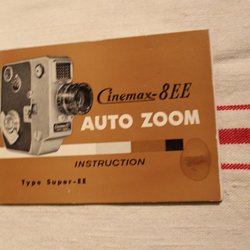 Cinemax-8EE
AUTO ZOOM
INSTRUCTION
Type Super-EE